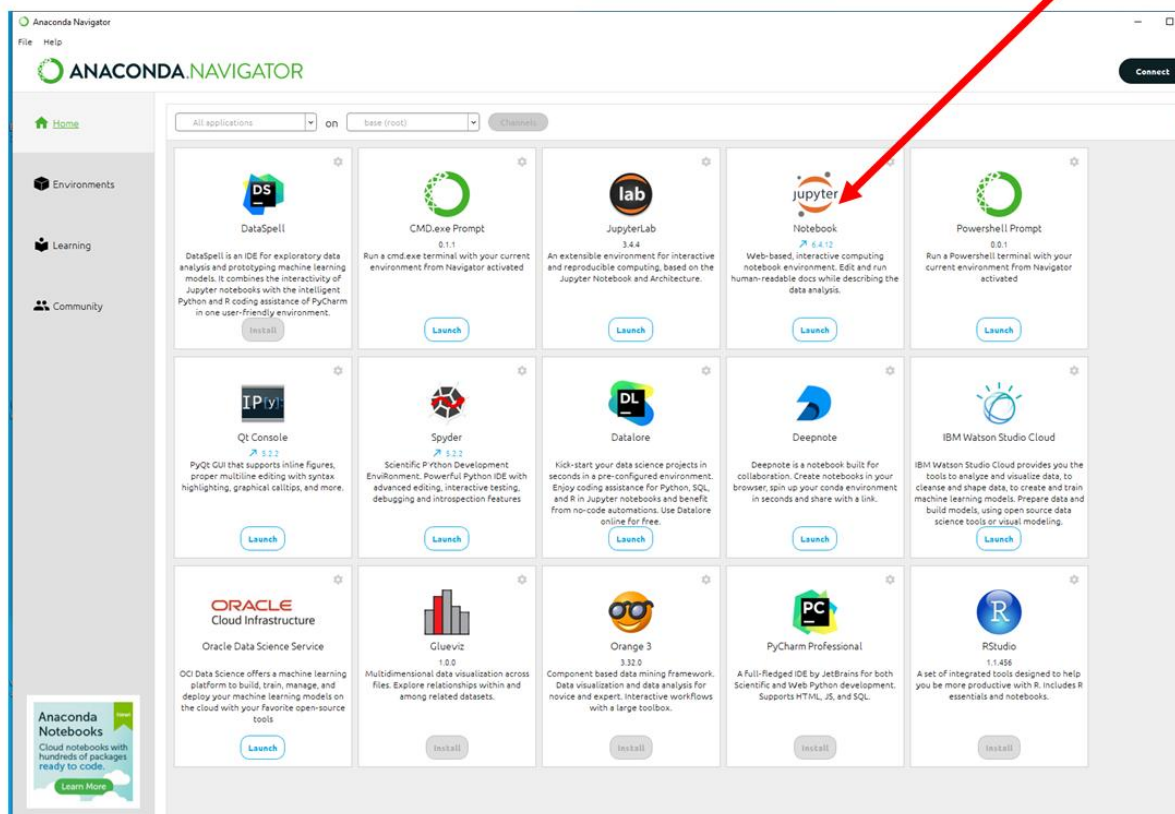 Anaconda Navigator
File Help
ANACONDA.NAVIGATOR
Connect
Home
All applications
on
base (root)
Channels
Environments
Learning
Community
DS
DataSpell
DataSpell is an IDE for exploratory data
analysis and prototyping machine learning
models. It combines the interactivity of
Jupyter notebooks with the intelligent
Python and R coding assistance of PyCharm
in one user-friendly environment.
Install
CMD.exe Prompt
0.1.1
Run a cmd.exe terminal with your current
environment from Navigator activated
Launch
lab
JupyterLab
3.4.4
An extensible environment for interactive
and reproducible computing, based on the
Jupyter Notebook and Architecture.
Launch
jupyter
Notebook
6.4.12
Web-based, interactive computing
notebook environment. Edit and run
human-readable docs while describing the
data analysis.
Launch
Powershell Prompt
0.0.1
Run a Powershell terminal with your
current environment from Navigator
activated
Launch
IP[y]:
Qt Console
5.2.2
PyQt GUI that supports inline figures,
proper multiline editing with syntax
highlighting, graphical calltips, and more.
Launch
Spyder
5.2.2
Scientific PYthon Development
EnviRonment. Powerful Python IDE with
advanced editing, interactive testing,
debugging and introspection features
Launch
DL
Datalore
Kick-start your data science projects in
seconds in a pre-configured environment.
Enjoy coding assistance for Python, SQL,
and R in Jupyter notebooks and benefit
from no-code automations. Use Datalore
online for free.
Launch
Deepnote
Deepnote is a notebook built for
collaboration. Create notebooks in your
browser, spin up your conda environment
in seconds and share with a link.
Launch
IBM Watson Studio Cloud
IBM Watson Studio Cloud provides you the
tools to analyze and visualize data, to
cleanse and shape data, to create and train
machine learning models. Prepare data and
build models, using open source data
science tools or visual modeling.
Launch
ORACLE
Cloud Infrastructure
Oracle Data Science Service
OCI Data Science offers a machine learning
platform to build, train, manage, and
deploy your machine learning models on
the cloud with your favorite open-source
tools
Launch
Glueviz
1.0.0
Multidimensional data visualization across
files. Explore relationships within and
among related datasets.
Install
Orange 3
3.32.0
Component based data mining framework.
Data visualization and data analysis for
novice and expert. Interactive workflows
with a large toolbox.
Install
PC
PyCharm Professional
A full-fledged IDE by JetBrains for both
Scientific and Web Python development.
Supports HTML, JS, and SQL.
Install
R
RStudio
1.1.456
A set of integrated tools designed to help
you be more productive with R. Includes R
essentials and notebooks.
Install
New!
Anaconda
Notebooks
Cloud notebooks with
hundreds of packages
ready to code.
Learn More